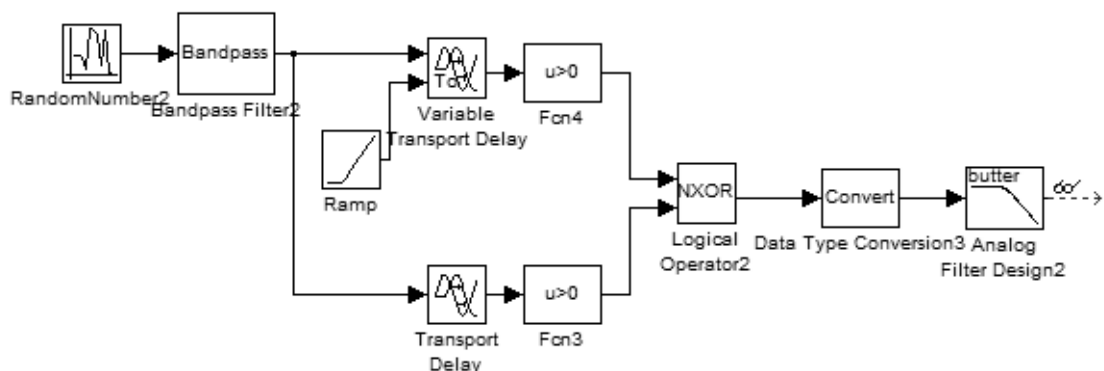 Bandpass
RandomNumber2
Bandpass Filter2
To
Variable
Transport Delay
u>0
Fcn4
Ramp
NXOR
Logical
Operator2
Convert
Data Type Conversion3
butter
Analog
Filter Design2
Transport
Delay
u>0
Fcn3